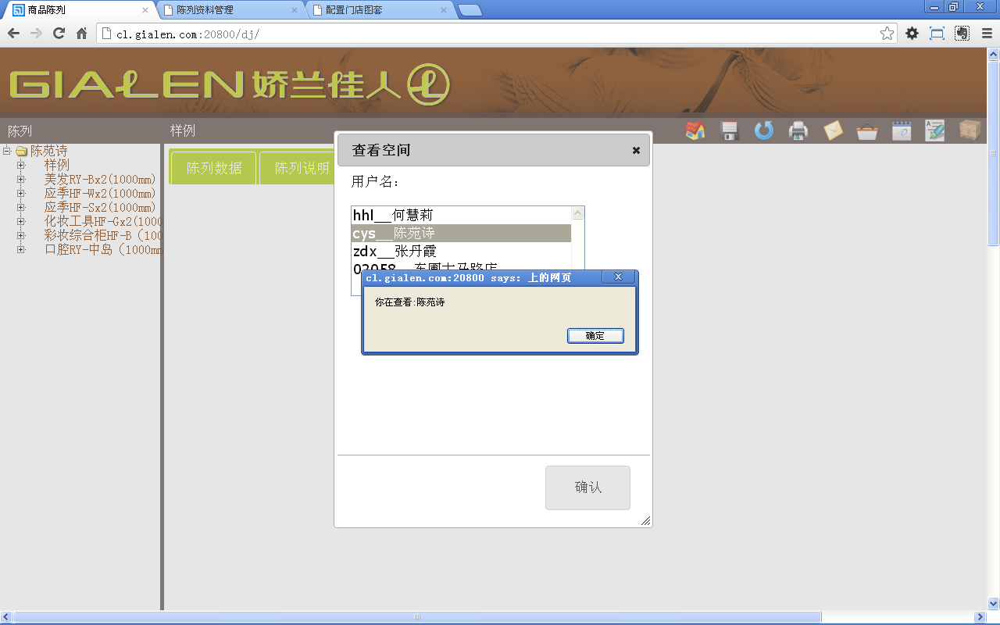 商品陈列
陈列资料管理
配置门店图套
cl.gialen.com:20800/dj/
GIALEN 娇兰佳人
陈列
样例
陈苑诗
样例
美发RY-Bx2(1000mm)
应季HF-Wx2(1000mm)
应季HF-Sx2(1000mm)
化妆工具HF-Gx2(1000
彩妆综合柜HF-B (100
口腔RY-中岛 (1000mm
陈列数据
陈列说明
查看空间
用户名:
hhl__何慧莉
cys__陈苑诗
zdx__张丹霞
cl.gialen.com:20800 says: 上的网页
你在查看:陈苑诗
确定
确认